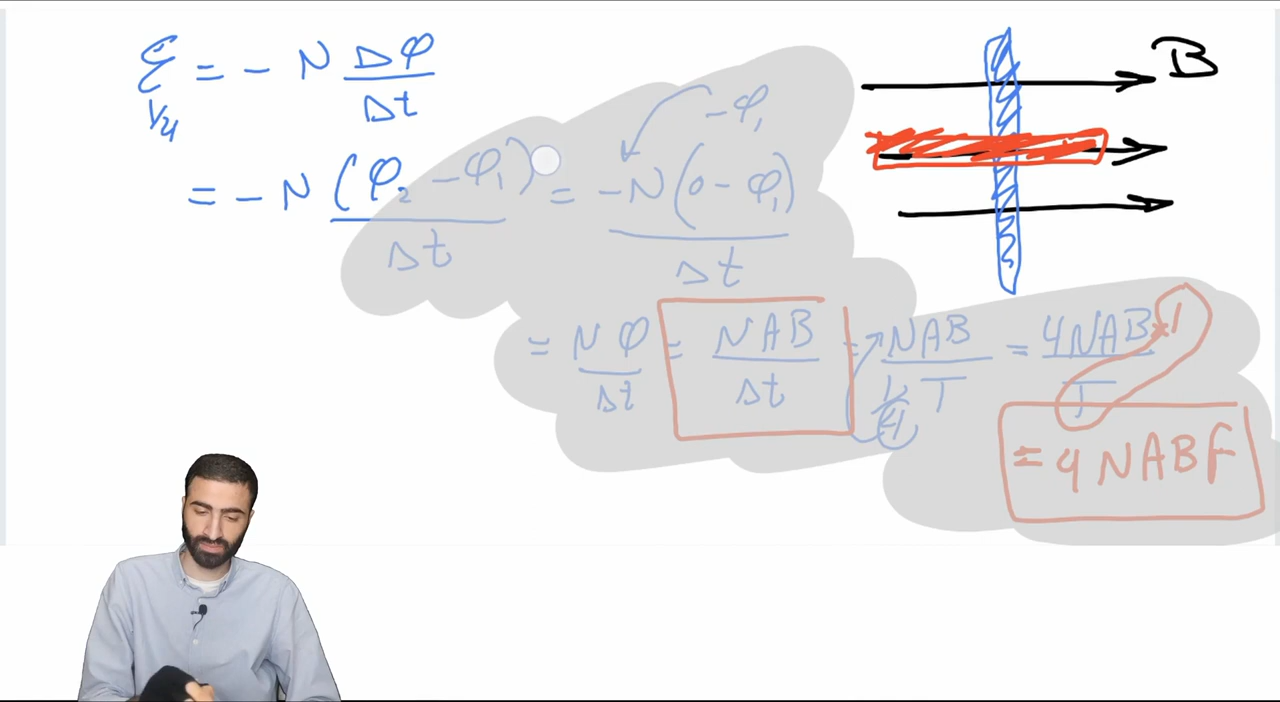 ℰ 1/4 = - N Δφ / Δt
B
= - N (φ₂ - φ₁) / Δt = -N (0 - φ₁) / Δt
-φ₁
= Nφ / Δt = NAB / Δt = NAB / 1/4 T = 4NAB × 1 / T
= 4NABF